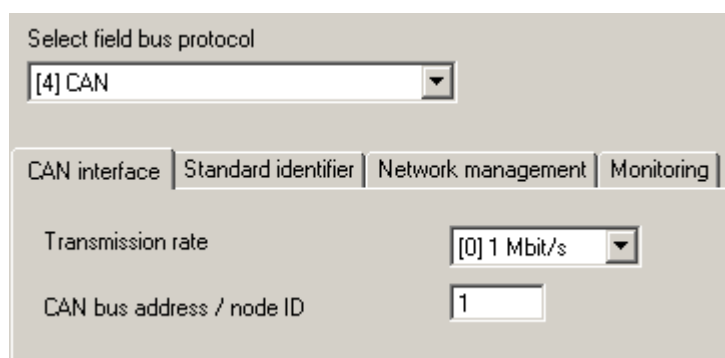 Select field bus protocol
[4] CAN
CAN interface Standard identifier Network management Monitoring
Transmission rate [0] 1 Mbit/s
CAN bus address / node ID 1